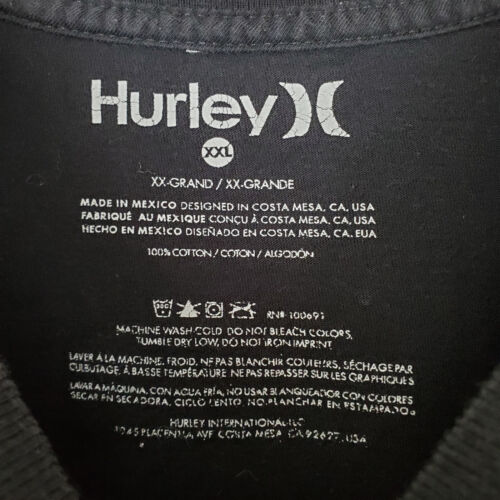 Hurley
XXL
XX-GRAND / XX-GRANDE
MADE IN MEXICO DESIGNED IN COSTA MESA, CA. USA
FABRIQUÉ AU MEXIQUE CONÇU À COSTA MESA, CA. USA
HECHO EN MEXICO DISEÑADO EN COSTA MESA, CA. EUA
100% COTTON / COTON / ALGODÓN
30C
RN# 100691
MACHINE WASH COLD DO NOT BLEACH COLORS,
TUMBLE DRY LOW, DO NOT IRON IMPRINT
LAVER À LA MACHINE, FROID, NE PAS BLANCHIR COULEURS, SÉCHAGE PAR
CULBUTAGE, À BASSE TEMPÉRATURE NE PAS REPASSER SUR LES GRAPHIQUES
LAVAR A MÁQUINA, CON AGUA FRÍA, NO USAR BLANQUEADOR CON COLORES
SECAR EN SECADORA, CICLO LENTO. NO PLANCHAR EN ESTAMPADO.
HURLEY INTERNATIONAL LLC
1945 PLACENTIA AVE COSTA MESA CA 92627, USA